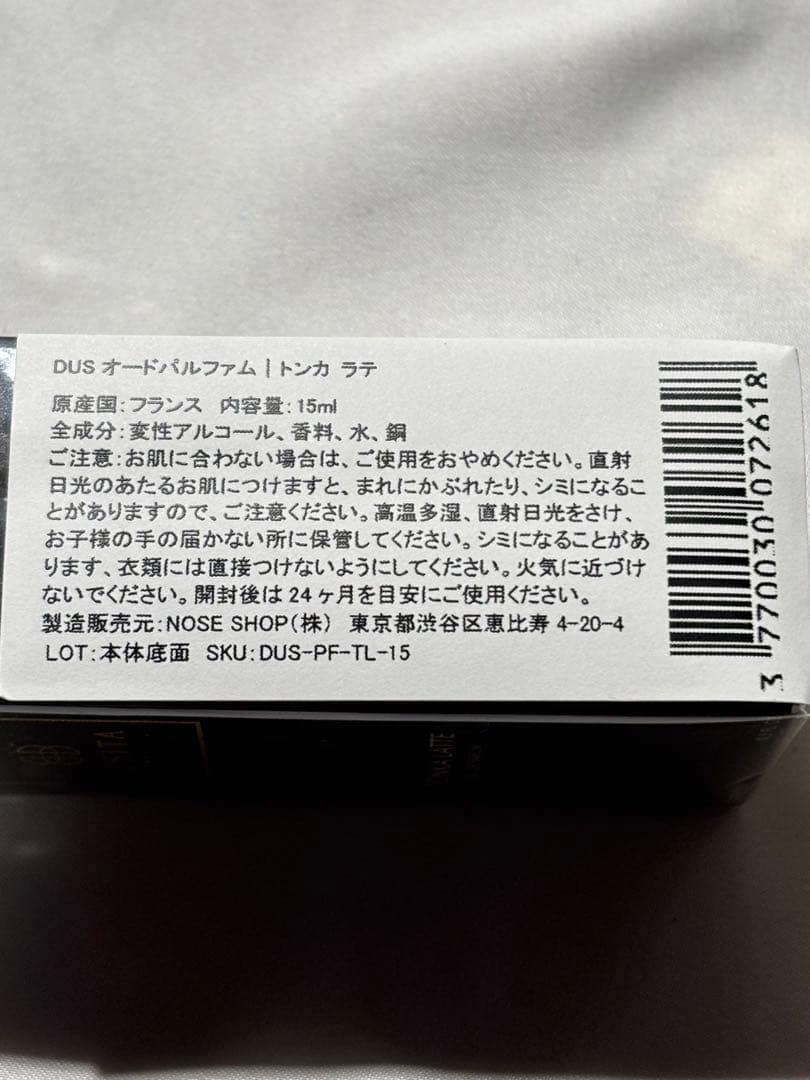 DUS オードパルファム | トンカ ラテ
原産国：フランス 内容量：15ml
全成分：変性アルコール、香料、水、銅
ご注意：お肌に合わない場合は、ご使用をおやめください。直射
日光のあたるお肌につけますと、まれにかぶれたり、シミになるこ
とがありますので、ご注意ください。高温多湿、直射日光をさけ、
お子様の手の届かない所に保管してください。シミになることがあ
ります、衣類には直接つけないようにしてください。火気に近づけ
ないでください。開封後は24ヶ月を目安にご使用ください。
製造販売元：NOSE SHOP（株） 東京都渋谷区恵比寿 4-20-4
LOT：本体底面 SKU：DUS-PF-TL-15
3 770030 072618
LATTE